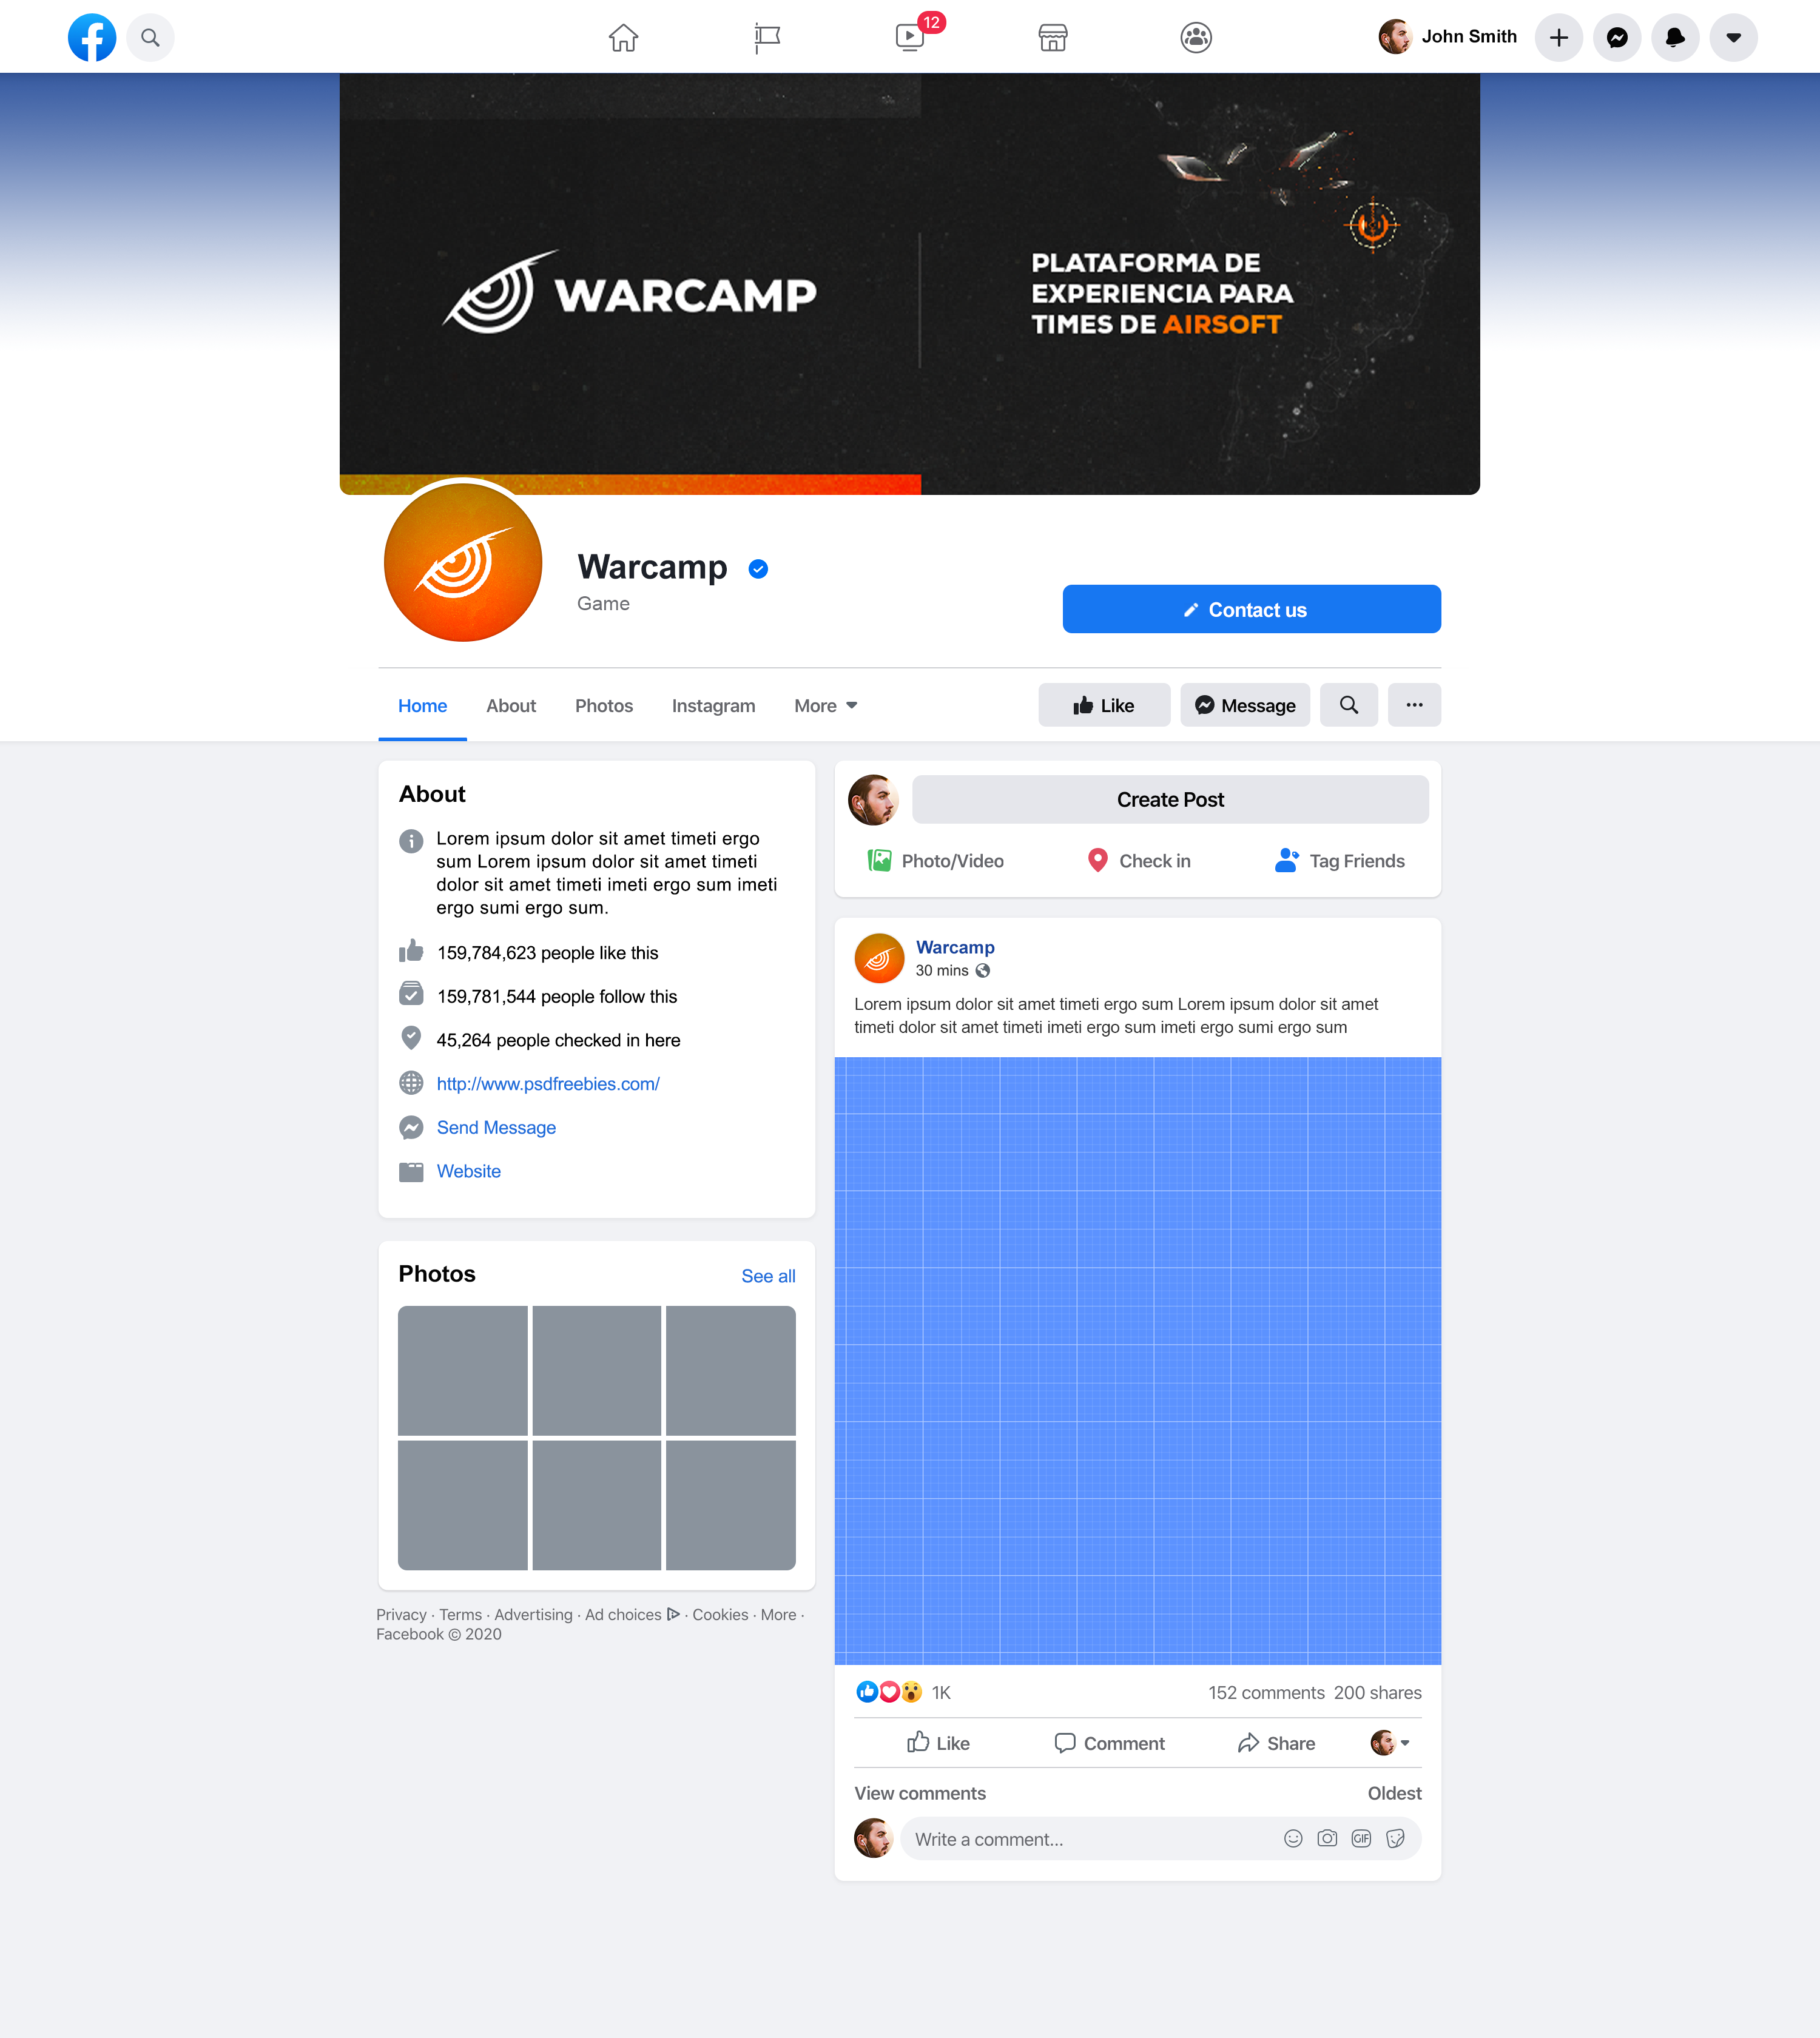 12
John Smith
WARCAMP
PLATAFORMA DE
EXPERIENCIA PARA
TIMES DE AIRSOFT
Warcamp
Game
Contact us
Home
About
Photos
Instagram
More
Like
Message
About
Lorem ipsum dolor sit amet timeti ergo
sum Lorem ipsum dolor sit amet timeti
dolor sit amet timeti imeti ergo sum imeti
ergo sumi ergo sum.
159,784,623 people like this
159,781,544 people follow this
45,264 people checked in here
http://www.psdfreebies.com/
Send Message
Website
Photos
See all
Privacy · Terms · Advertising · Ad choices · Cookies · More ·
Facebook © 2020
Create Post
Photo/Video
Check in
Tag Friends
Warcamp
30 mins
Lorem ipsum dolor sit amet timeti ergo sum Lorem ipsum dolor sit amet
timeti dolor sit amet timeti imeti ergo sum imeti ergo sumi ergo sum
1K
152 comments 200 shares
Like
Comment
Share
View comments
Oldest
Write a comment...
GIF